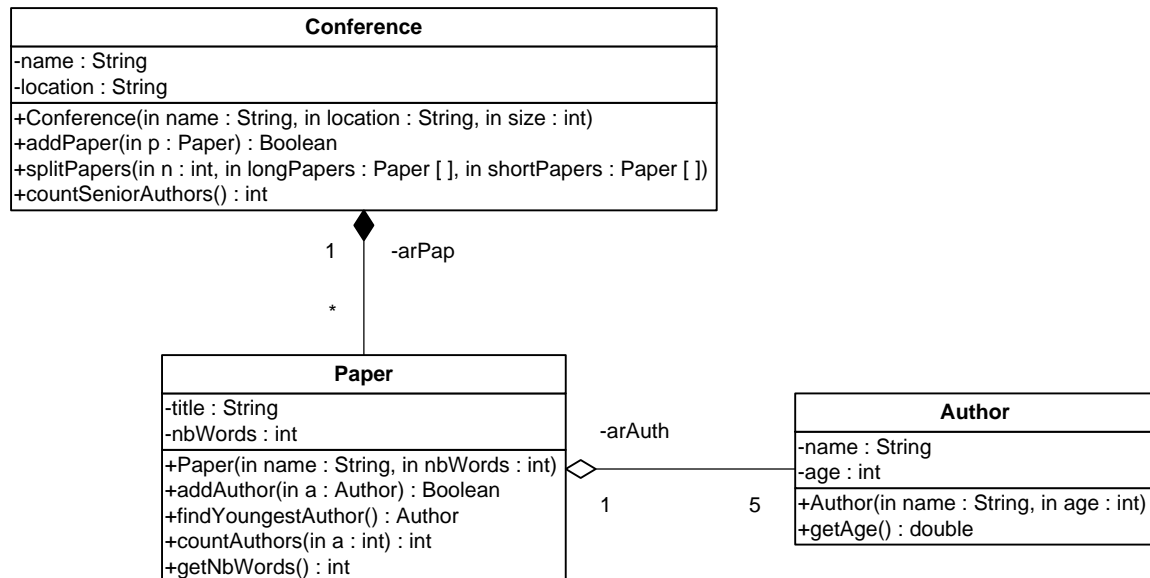 Conference
-name : String
-location : String
+Conference(in name : String, in location : String, in size : int)
+addPaper(in p : Paper) : Boolean
+splitPapers(in n : int, in longPapers : Paper [ ], in shortPapers : Paper [ ])
+countSeniorAuthors() : int
1
-arPap
*
Paper
-title : String
-nbWords : int
+Paper(in name : String, in nbWords : int)
+addAuthor(in a : Author) : Boolean
+findYoungestAuthor() : Author
+countAuthors(in a : int) : int
+getNbWords() : int
-arAuth
1
5
Author
-name : String
-age : int
+Author(in name : String, in age : int)
+getAge() : double